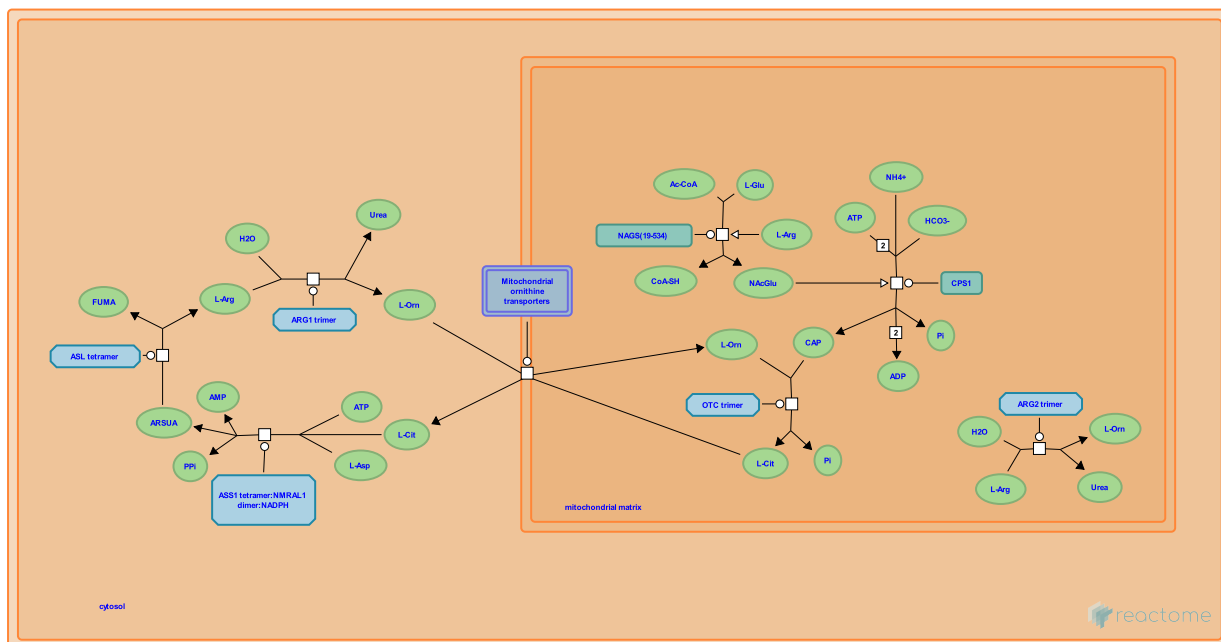 NH4+
Ac-CoA
L-Glu
ATP
HCO3-
2
NAGS(19-534)
L-Arg
CoA-SH
NAcGlu
CPS1
Urea
H2O
Mitochondrial
ornithine
transporters
FUMA
L-Arg
L-Orn
ARG1 trimer
2
Pi
L-Orn
CAP
ADP
ASL tetramer
AMP
ATP
ARSUA
L-Cit
PPi
L-Asp
ASS1 tetramer:NMRAL1
dimer:NADPH
OTC trimer
L-Cit
Pi
ARG2 trimer
H2O
L-Orn
L-Arg
Urea
mitochondrial matrix
cytosol
reactome